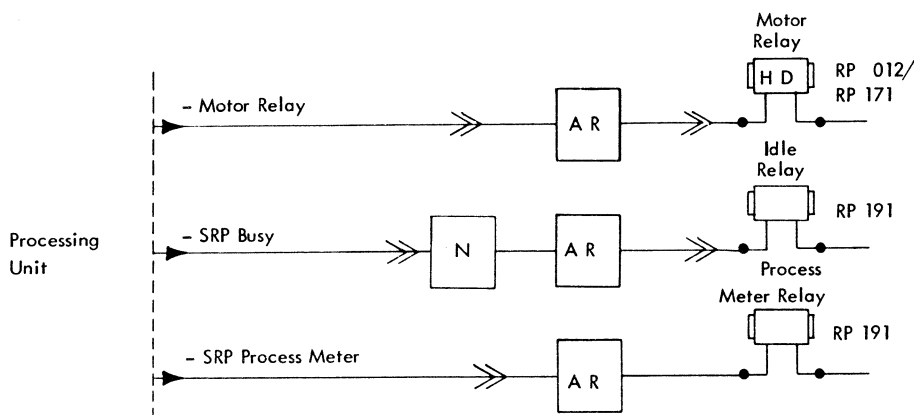 Motor
Relay
H D
RP 012/
RP 171
– Motor Relay
A R
Idle
Relay
RP 191
– SRP Busy
N
A R
Processing
Unit
Process
Meter Relay
RP 191
– SRP Process Meter
A R